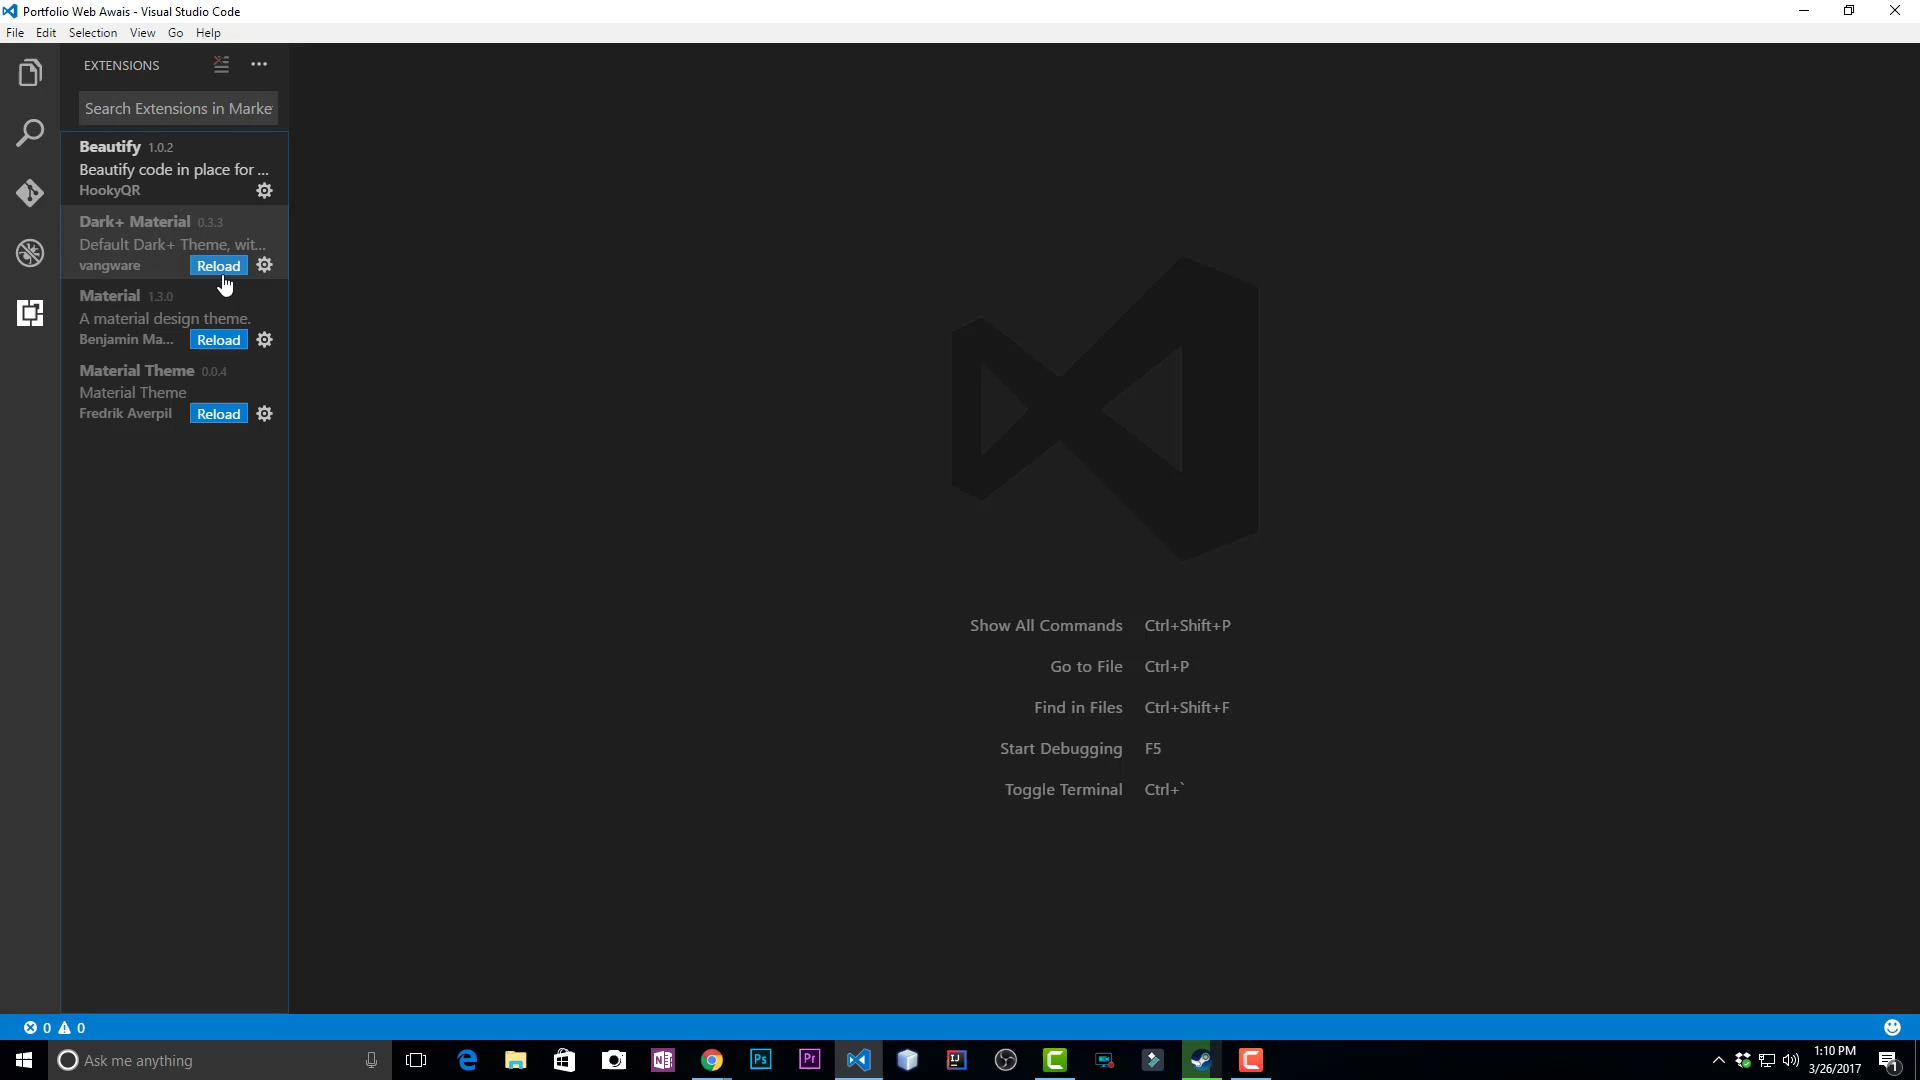 Portfolio Web Awais - Visual Studio Code
File Edit Selection View Go Help
EXTENSIONS
Search Extensions in Marke
Beautify 1.0.2
Beautify code in place for ...
HookyQR
Dark+ Material 0.3.3
Default Dark+ Theme, wit...
vangware Reload
Material 1.3.0
A material design theme.
Benjamin Ma... Reload
Material Theme 0.0.4
Material Theme
Fredrik Averpil Reload
Show All Commands Ctrl+Shift+P
Go to File Ctrl+P
Find in Files Ctrl+Shift+F
Start Debugging F5
Toggle Terminal Ctrl+`
0 0
Ask me anything
N
Ps
Pr
IJ
1:10 PM
3/26/2017
1